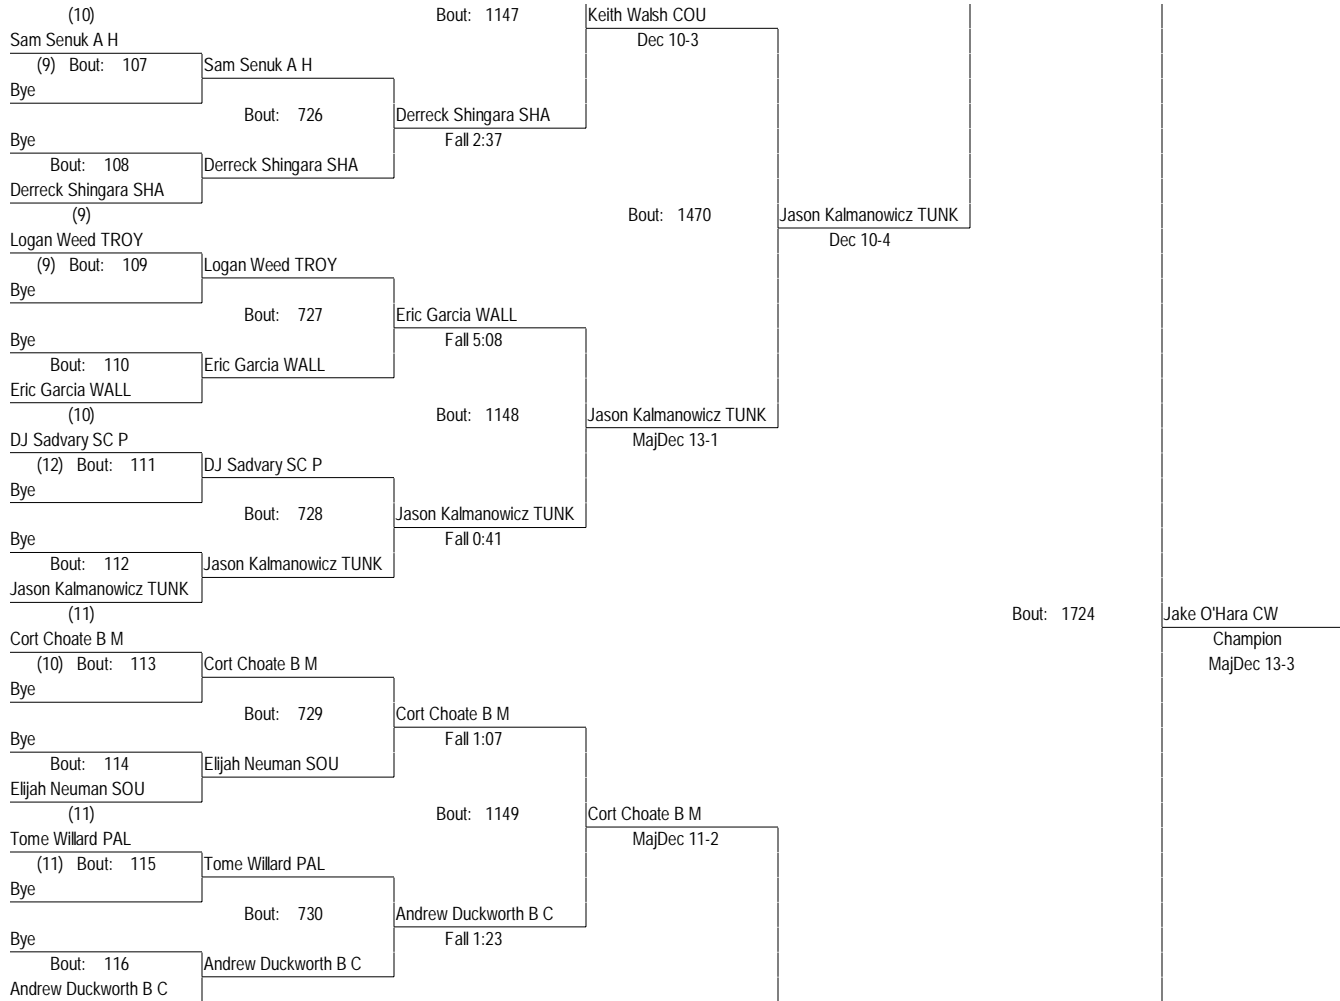 (10) Bout: 1147 Keith Walsh COU
Sam Senuk A H Dec 10-3
(9) Bout: 107 Sam Senuk A H
Bye
Bout: 726 Derreck Shingara SHA
Bye Fall 2:37
Bout: 108 Derreck Shingara SHA
Derreck Shingara SHA
(9) Bout: 1470 Jason Kalmanowicz TUNK
Logan Weed TROY Dec 10-4
(9) Bout: 109 Logan Weed TROY
Bye
Bout: 727 Eric Garcia WALL
Bye Fall 5:08
Bout: 110 Eric Garcia WALL
Eric Garcia WALL
(10) Bout: 1148 Jason Kalmanowicz TUNK
DJ Sadvary SC P MajDec 13-1
(12) Bout: 111 DJ Sadvary SC P
Bye
Bout: 728 Jason Kalmanowicz TUNK
Bye Fall 0:41
Bout: 112 Jason Kalmanowicz TUNK
Jason Kalmanowicz TUNK
(11) Bout: 1724 Jake O'Hara CW
Cort Choate B M Champion
(10) Bout: 113 Cort Choate B M MajDec 13-3
Bye
Bout: 729 Cort Choate B M
Bye Fall 1:07
Bout: 114 Elijah Neuman SOU
Elijah Neuman SOU
(11) Bout: 1149 Cort Choate B M
Tome Willard PAL MajDec 11-2
(11) Bout: 115 Tome Willard PAL
Bye
Bout: 730 Andrew Duckworth B C
Bye Fall 1:23
Bout: 116 Andrew Duckworth B C
Andrew Duckworth B C